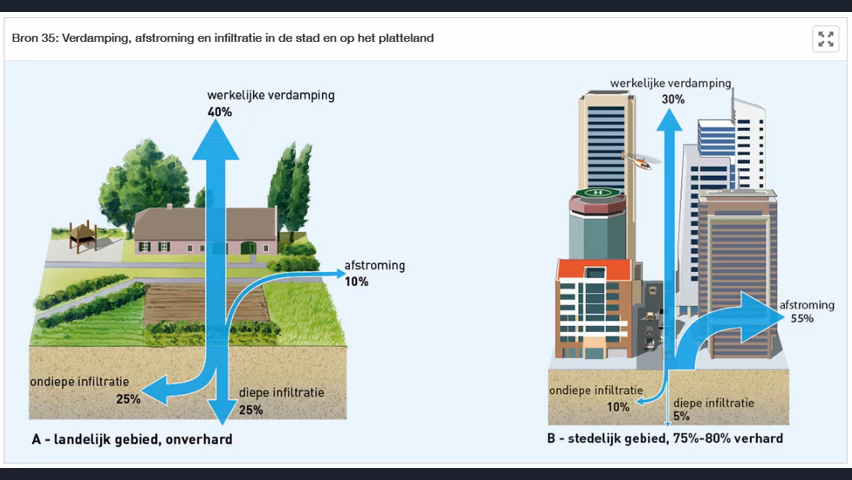 Bron 35: Verdamping, afstroming en infiltratie in de stad en op het platteland
werkelijke verdamping
40%
afstroming
10%
ondiepe infiltratie
25%
diepe infiltratie
25%
A - landelijk gebied, onverhard
werkelijke verdamping
30%
H
afstroming
55%
ondiepe infiltratie
10%
diepe infiltratie
5%
B - stedelijk gebied, 75%-80% verhard